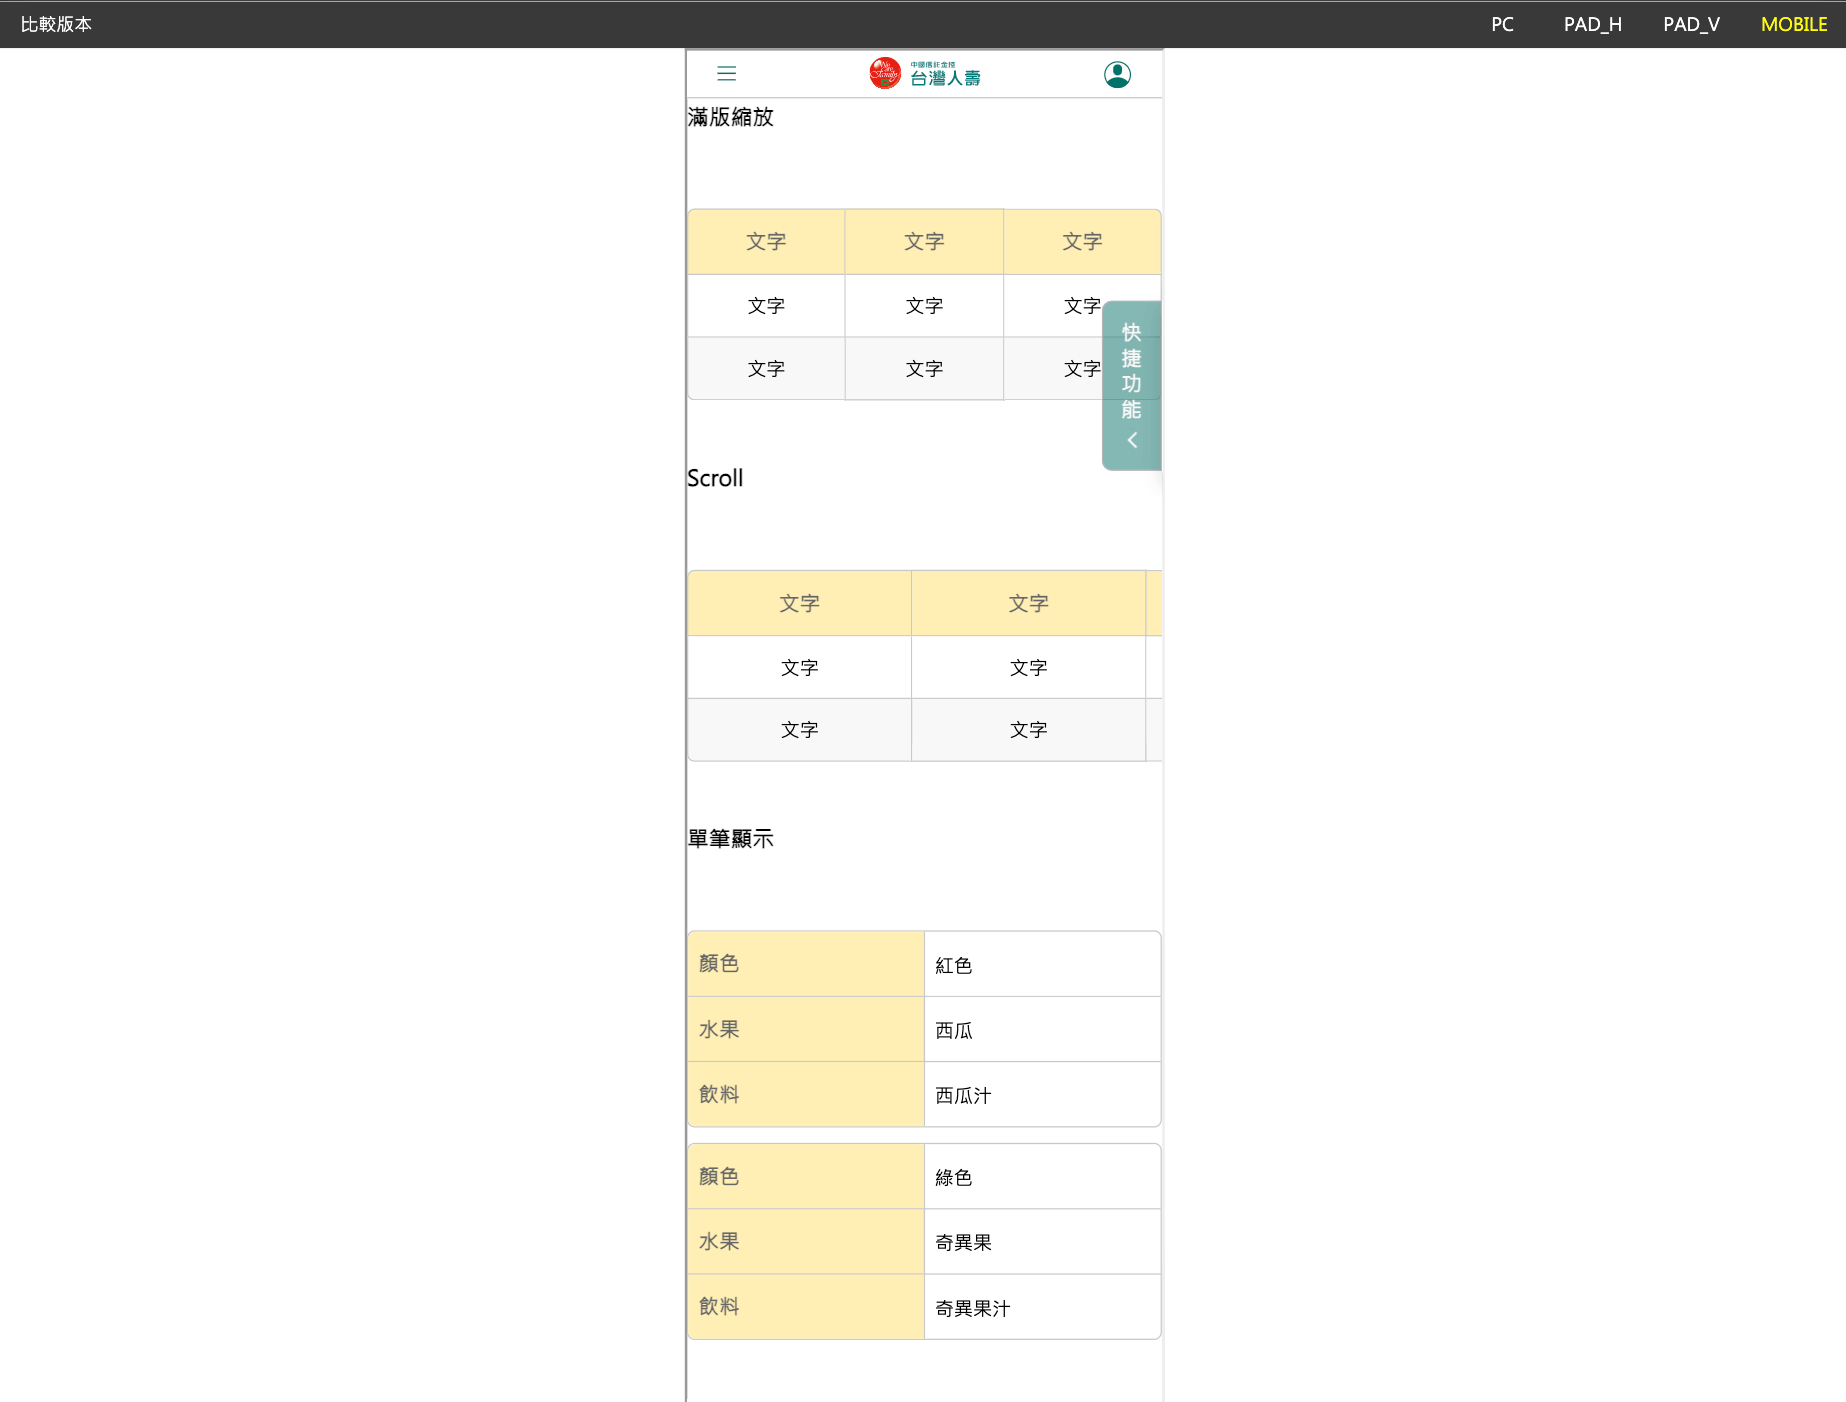 比較版本 PC PAD_H PAD_V MOBILE
中國信託金控
台灣人壽
滿版縮放
文字 文字 文字
文字 文字 文字
文字 文字 文字
快
捷
功
能
Scroll
文字 文字
文字 文字
文字 文字
單筆顯示
顏色 紅色
水果 西瓜
飲料 西瓜汁
顏色 綠色
水果 奇異果
飲料 奇異果汁